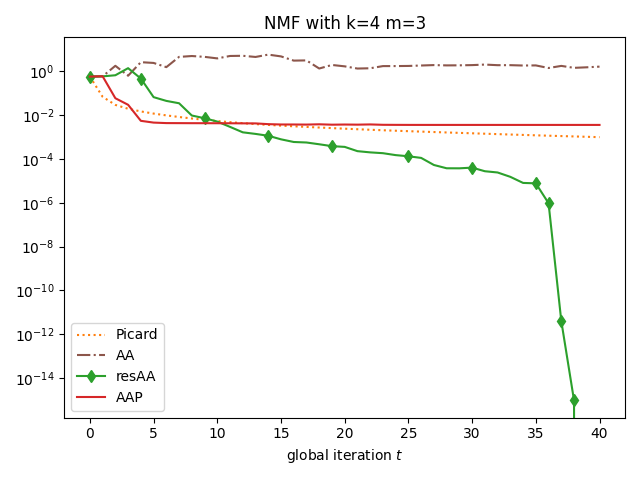 NMF with k=4 m=3
10^0
10^−2
10^−4
10^−6
10^−8
10^−10
10^−12
10^−14
Picard
AA
resAA
AAP
0 5 10 15 20 25 30 35 40
global iteration t